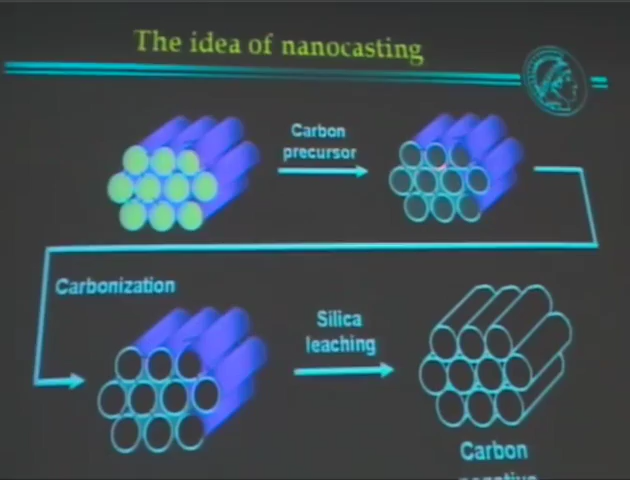 The idea of nanocasting
Carbon
precursor
Carbonization
Silica
leaching
Carbon